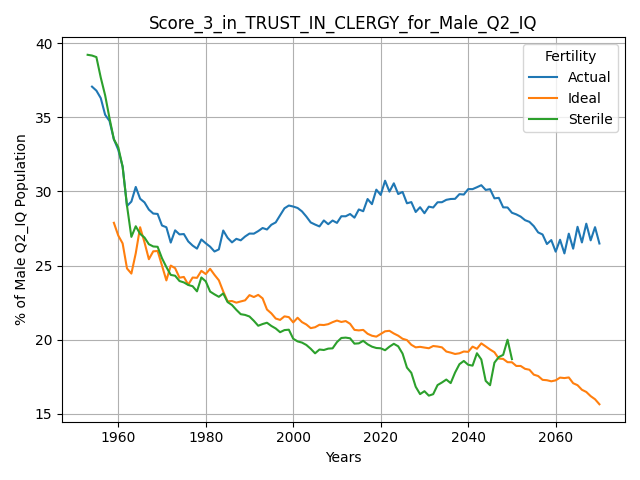 Score_3_in_TRUST_IN_CLERGY_for_Male_Q2_IQ
40
35
30
25
20
15
% of Male Q2_IQ Population
Fertility
Actual
Ideal
Sterile
1960 1980 2000 2020 2040 2060
Years